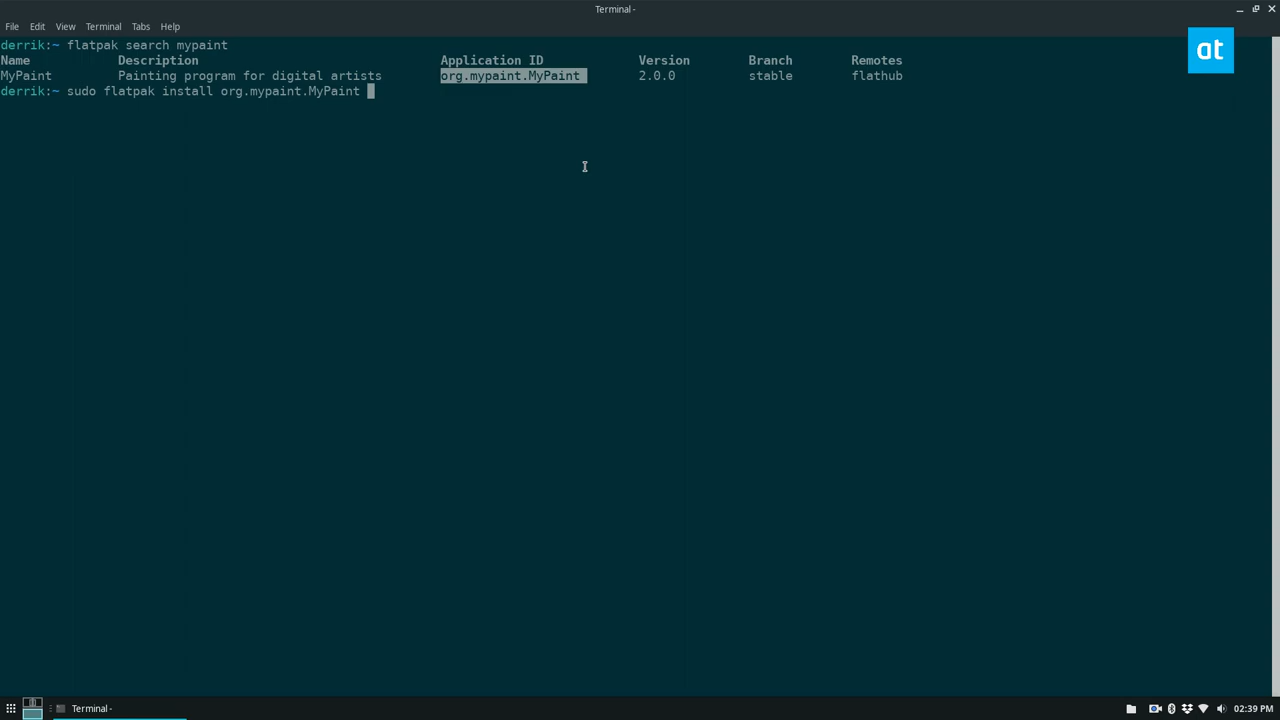 Terminal -
at
File Edit View Terminal Tabs Help
derrik:~ flatpak search mypaint
Name Description Application ID Version Branch Remotes
MyPaint Painting program for digital artists org.mypaint.MyPaint 2.0.0 stable flathub
derrik:~ sudo flatpak install org.mypaint.MyPaint
Terminal - 02:39 PM